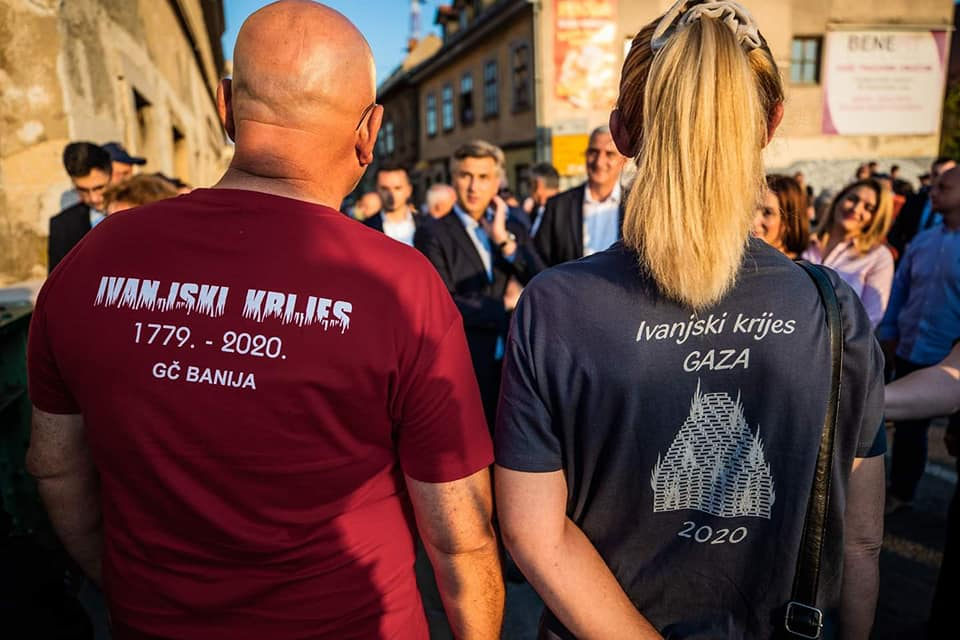 IVANJSKI KRIJES
1779. - 2020.
GČ BANIJA
Ivanjski krijes
GAZA
2020
BENE